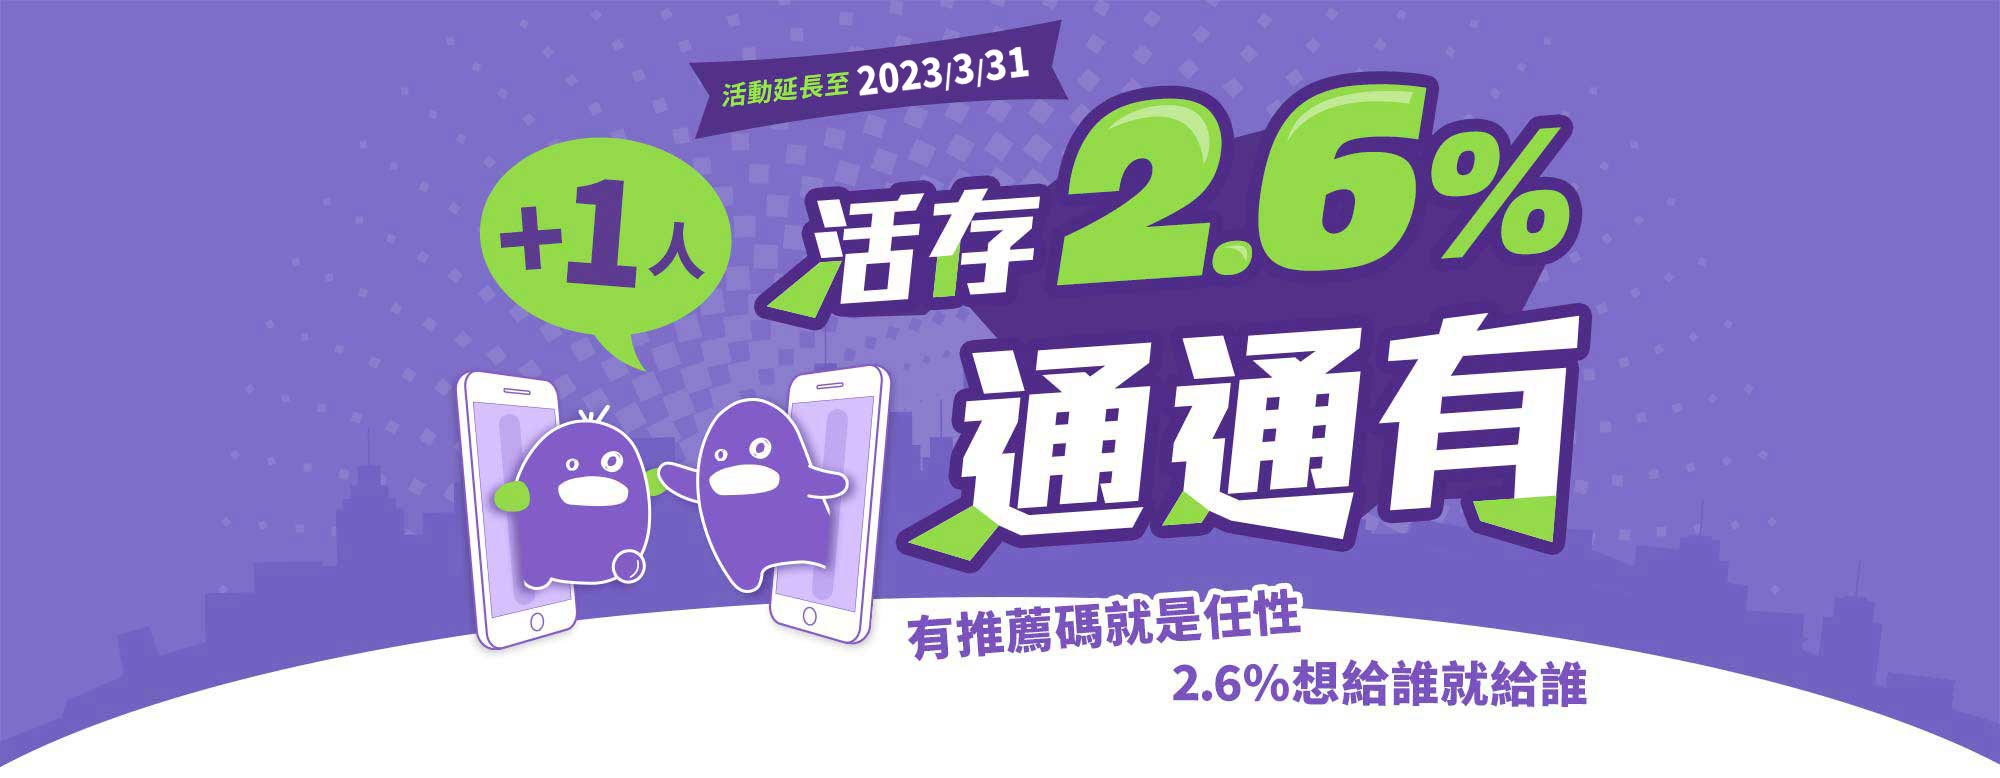 活動延長至 2023/3/31
+1人
活存2.6%
通通有
有推薦碼就是任性
2.6%想給誰就給誰